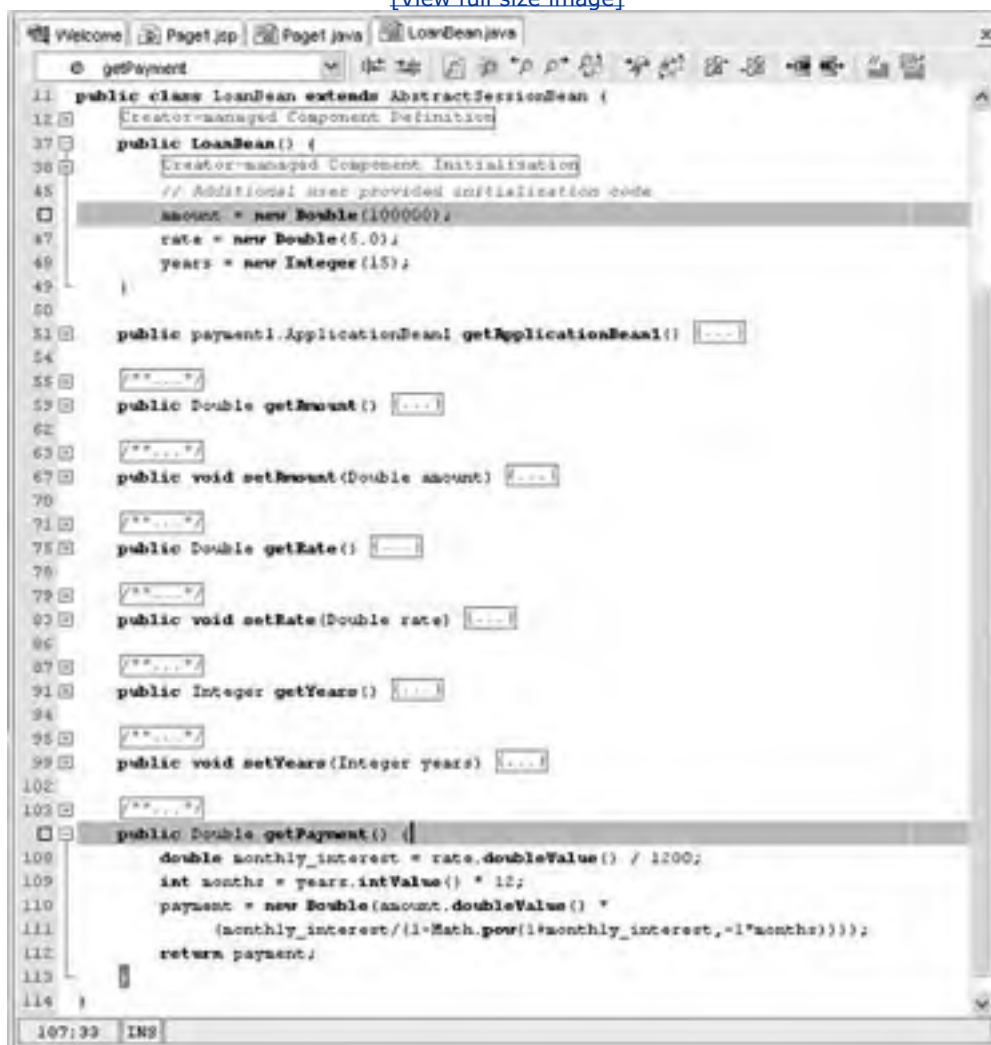 [View full size image]
Welcome Page1.jsp Page1.java LoanBean.java x
getPayment
11 public class LoanBean extends AbstractSessionBean {
12 Creator-managed Component Definition
37 public LoanBean() {
38 Creator-managed Component Initialisation
45 // Additional user provided initialization code
amount = new Double(100000);
47 rate = new Double(5.0);
48 years = new Integer(15);
49 }
50
51 public payment1.ApplicationBean1 getApplicationBean1() {...}
54
55 /**...*/
59 public Double getAmount() {...}
62
63 /**...*/
67 public void setAmount(Double amount) {...}
70
71 /**...*/
75 public Double getRate() {...}
78
79 /**...*/
83 public void setRate(Double rate) {...}
86
87 /**...*/
91 public Integer getYears() {...}
94
95 /**...*/
99 public void setYears(Integer years) {...}
102
103 /**...*/
public Double getPayment() {
108 double monthly_interest = rate.doubleValue() / 1200;
109 int months = years.intValue() * 12;
110 payment = new Double(amount.doubleValue() *
111 (monthly_interest/(1-Math.pow(1+monthly_interest,-1*months))));
112 return payment;
113 }
114 }
107:33 INS